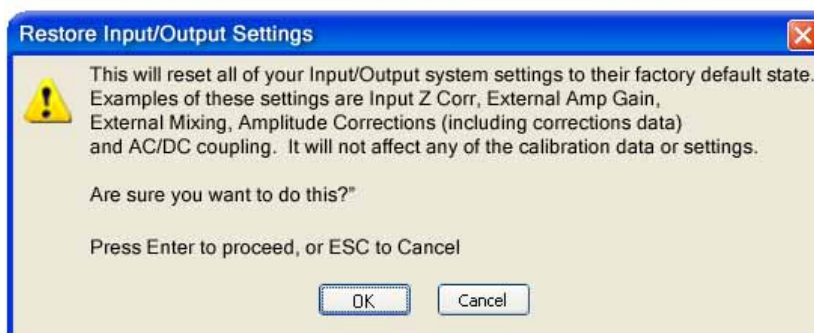 Restore Input/Output Settings
This will reset all of your Input/Output system settings to their factory default state.
Examples of these settings are Input Z Corr, External Amp Gain,
External Mixing, Amplitude Corrections (including corrections data)
and AC/DC coupling. It will not affect any of the calibration data or settings.
Are sure you want to do this?"
Press Enter to proceed, or ESC to Cancel
OK Cancel